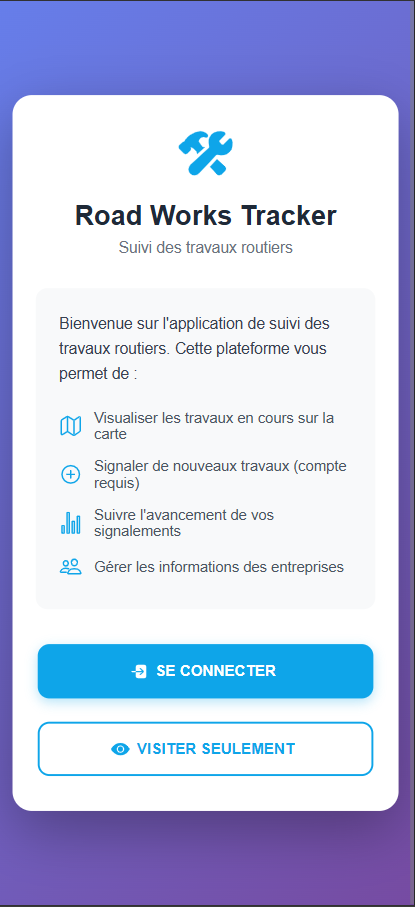 Road Works Tracker
Suivi des travaux routiers
Bienvenue sur l'application de suivi des
travaux routiers. Cette plateforme vous
permet de :
Visualiser les travaux en cours sur la
carte
Signaler de nouveaux travaux (compte
requis)
Suivre l'avancement de vos
signalements
Gérer les informations des entreprises
SE CONNECTER
VISITER SEULEMENT